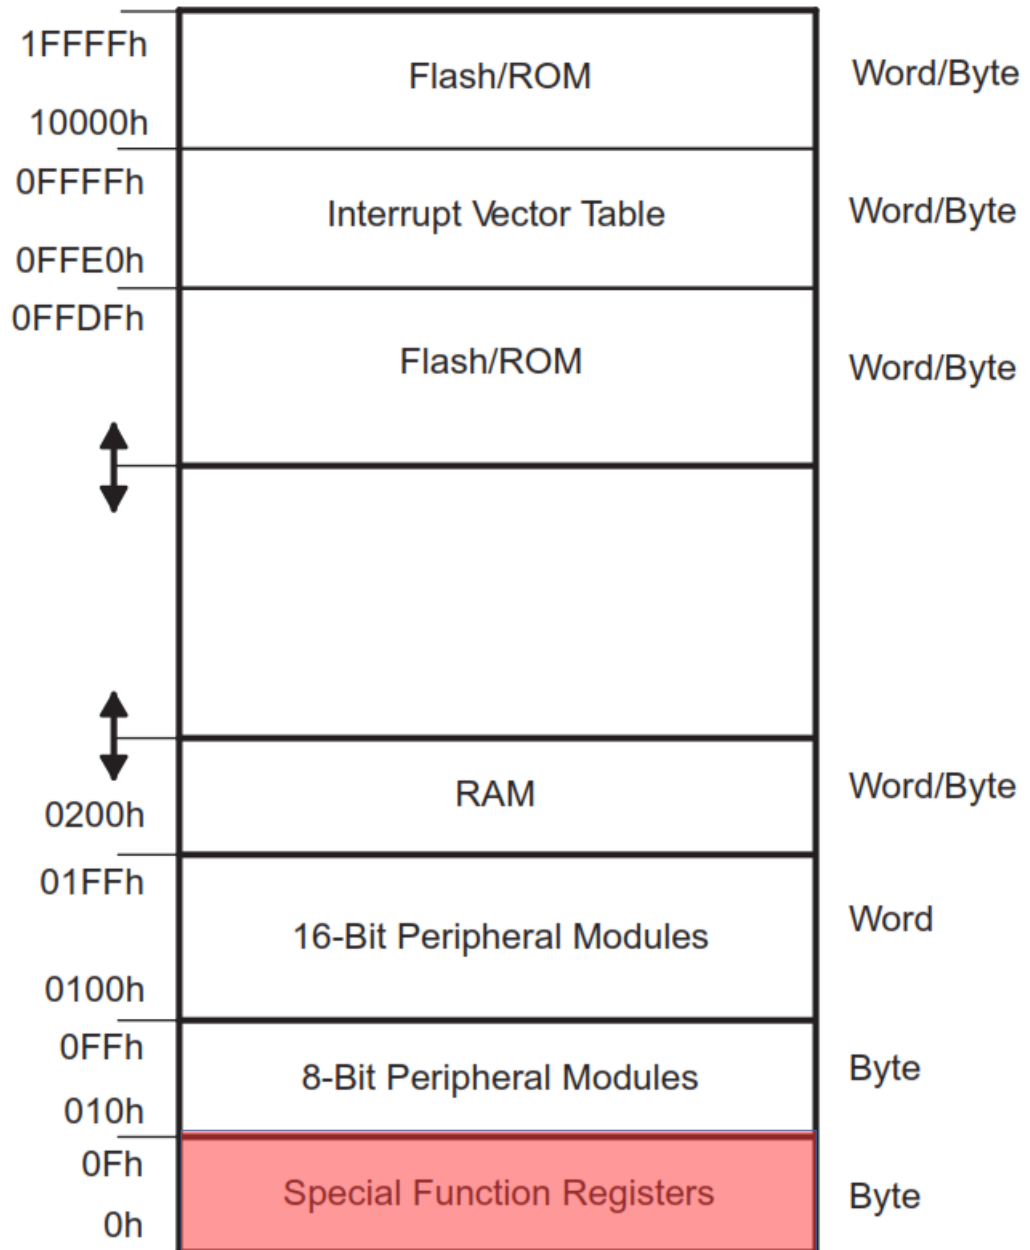 1FFFFh
Flash/ROM
Word/Byte
10000h
0FFFFh
Interrupt Vector Table
Word/Byte
0FFE0h
0FFDFh
Flash/ROM
Word/Byte
RAM
Word/Byte
0200h
01FFh
16-Bit Peripheral Modules
Word
0100h
0FFh
8-Bit Peripheral Modules
Byte
010h
0Fh
Special Function Registers
Byte
0h